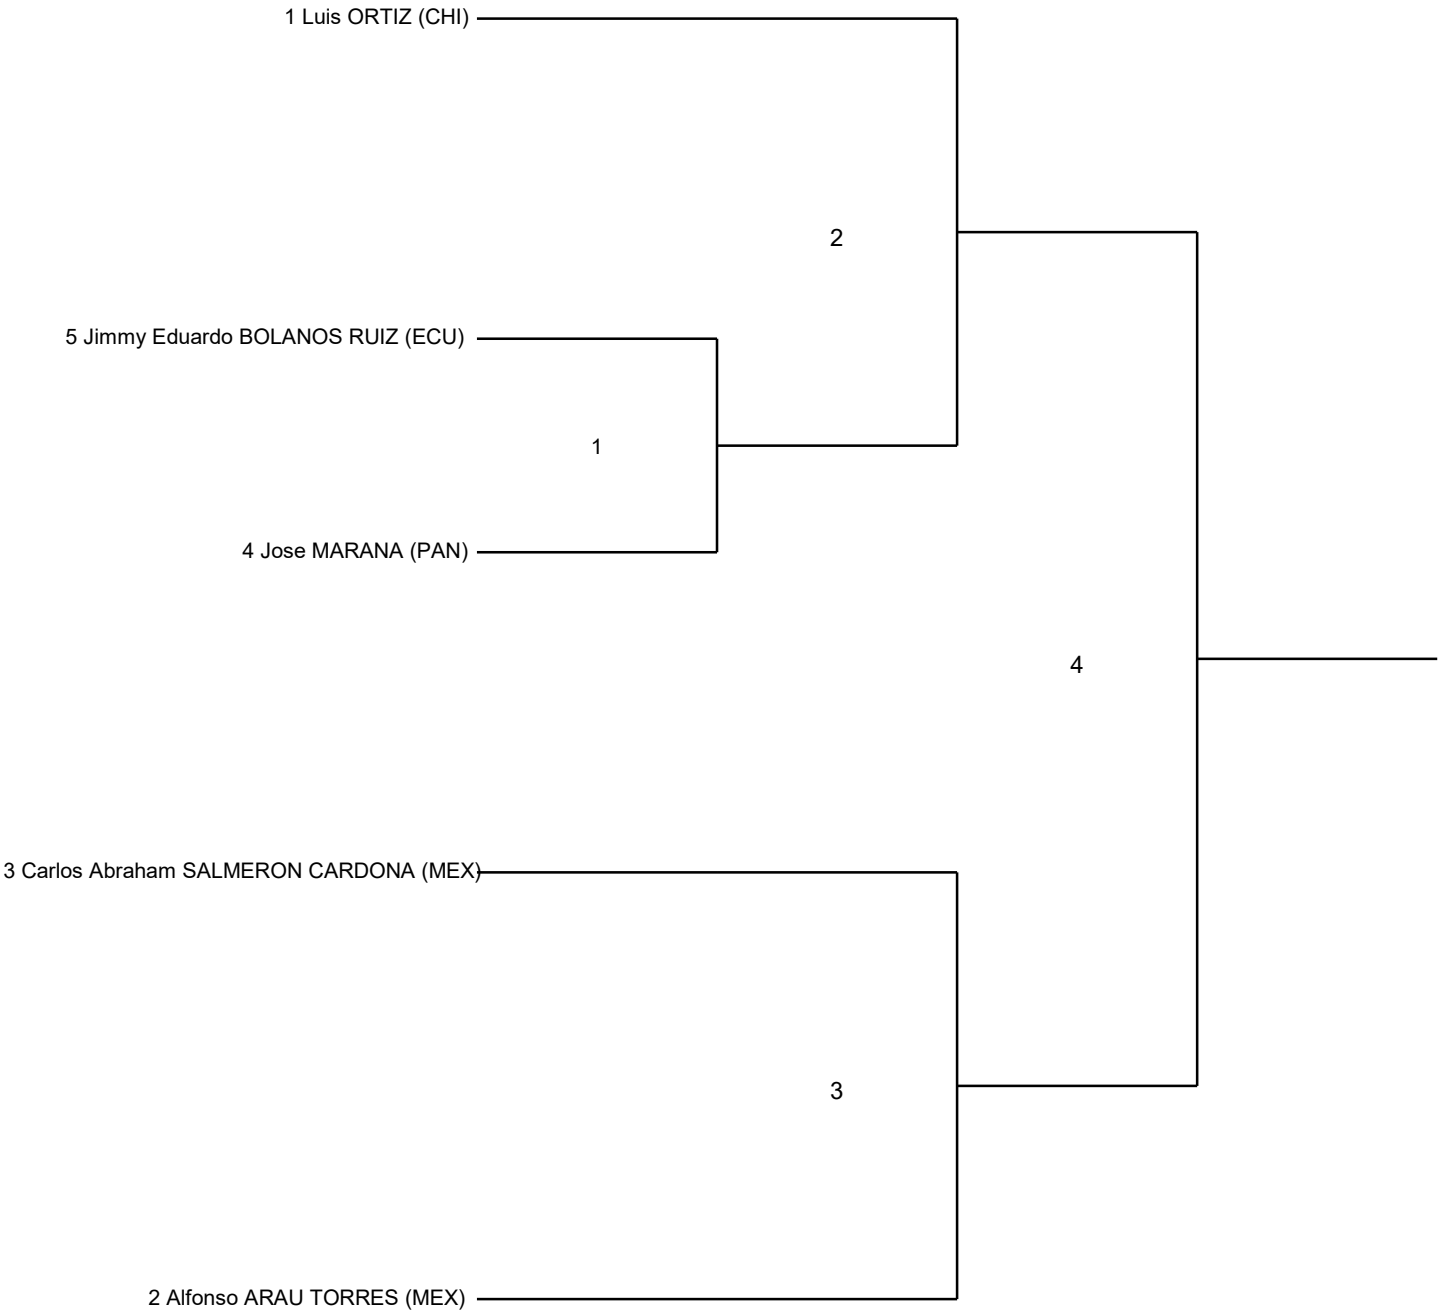 1 Luis ORTIZ (CHI)
2
5 Jimmy Eduardo BOLANOS RUIZ (ECU)
1
4 Jose MARANA (PAN)
4
3 Carlos Abraham SALMERON CARDONA (MEX)
3
2 Alfonso ARAU TORRES (MEX)